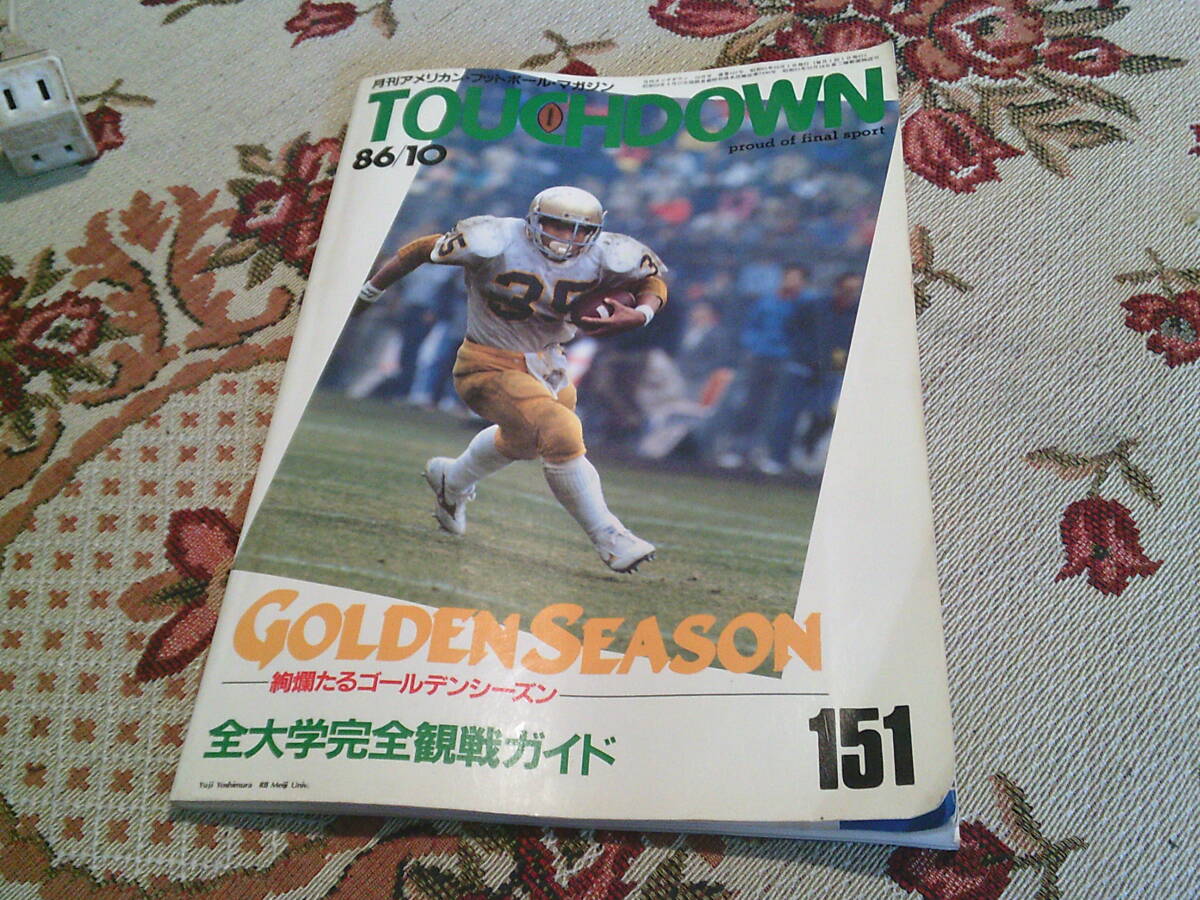 月刊アメリカン・フットボール・マガジン
TOUCHDOWN
proud of final sport
86/10
35
35
GOLDEN SEASON
絢爛たるゴールデンシーズン
全大学完全観戦ガイド
151
Yuji Yoshimura RB Meiji Univ.